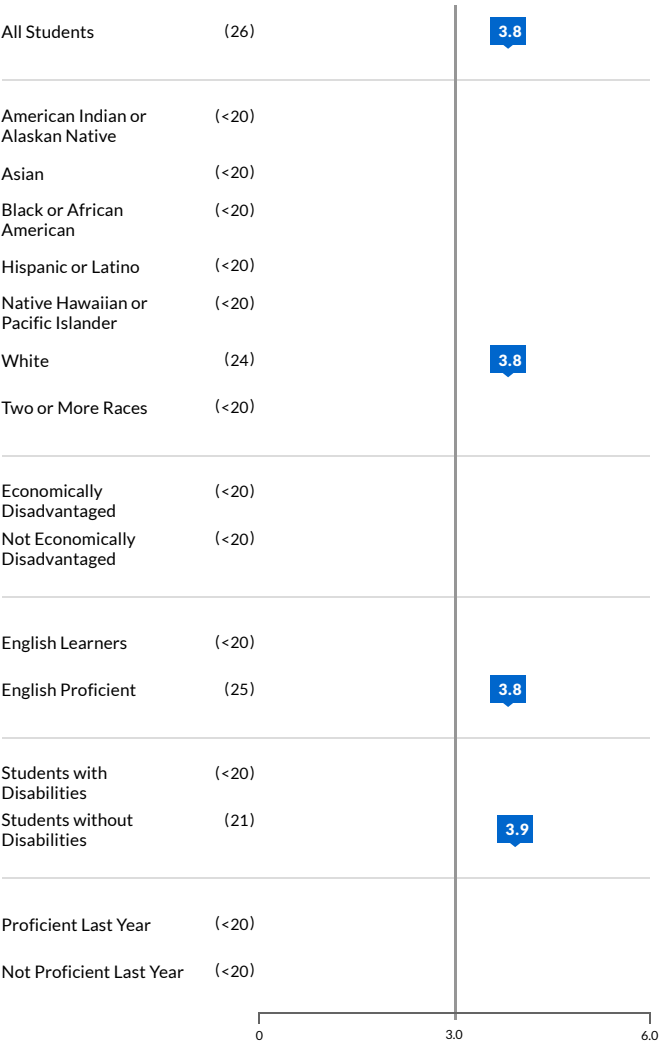 All Students (26) 3.8
American Indian or (<20)
Alaskan Native
Asian (<20)
Black or African (<20)
American
Hispanic or Latino (<20)
Native Hawaiian or (<20)
Pacific Islander
White (24) 3.8
Two or More Races (<20)
Economically (<20)
Disadvantaged
Not Economically (<20)
Disadvantaged
English Learners (<20)
English Proficient (25) 3.8
Students with (<20)
Disabilities
Students without (21) 3.9
Disabilities
Proficient Last Year (<20)
Not Proficient Last Year (<20)
0 3.0 6.0